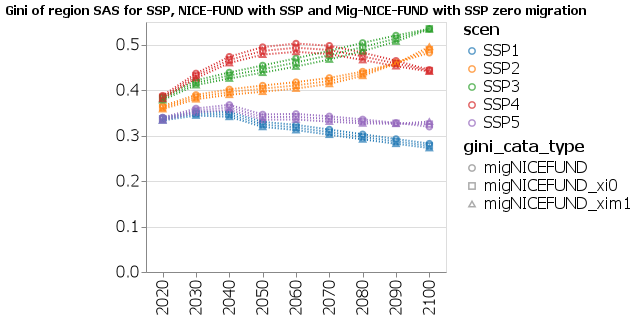 Gini of region SAS for SSP, NICE-FUND with SSP and Mig-NICE-FUND with SSP zero migration
0.5
0.4
0.3
0.2
0.1
0.0
2020
2030
2040
2050
2060
2070
2080
2090
2100
scen
SSP1
SSP2
SSP3
SSP4
SSP5
gini_cata_type
migNICEFUND
migNICEFUND_xi0
migNICEFUND_xim1